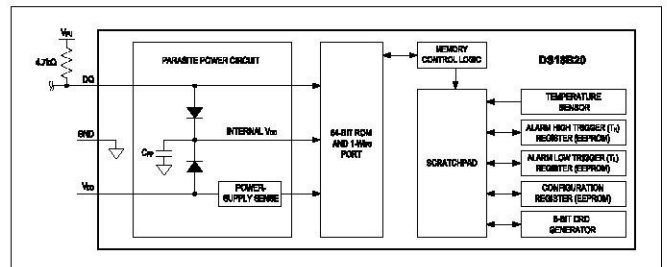 VPU
4.7kΩ
DQ
GND
VDD
PARASITE POWER CIRCUIT
INTERNAL VDD
CPP
POWER-
SUPPLY SENSE
64-BIT ROM
AND 1-Wire
PORT
MEMORY
CONTROL LOGIC
SCRATCHPAD
DS18B20
TEMPERATURE
SENSOR
ALARM HIGH TRIGGER (TH)
REGISTER (EEPROM)
ALARM LOW TRIGGER (TL)
REGISTER (EEPROM)
CONFIGURATION
REGISTER (EEPROM)
8-BIT CRC
GENERATOR